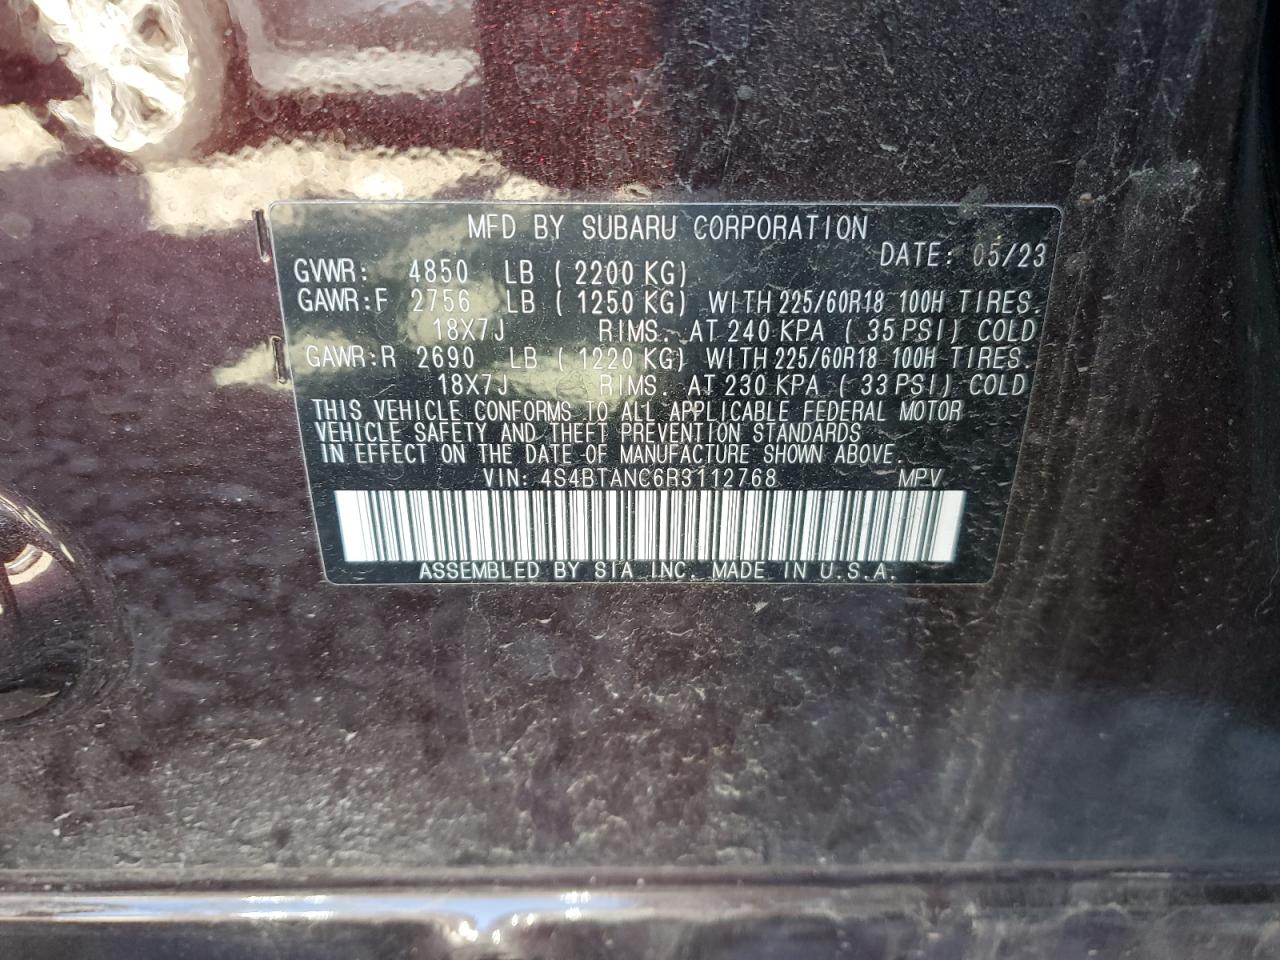 MFD BY SUBARU CORPORATION
DATE: 05/23
GVWR: 4850 LB (2200 KG)
GAWR:F 2756 LB (1250 KG) WITH 225/60R18 100H TIRES.
18X7J RIMS. AT 240 KPA (35 PSI) COLD
GAWR:R 2690 LB (1220 KG) WITH 225/60R18 100H TIRES.
18X7J RIMS. AT 230 KPA (33 PSI) COLD
THIS VEHICLE CONFORMS TO ALL APPLICABLE FEDERAL MOTOR
VEHICLE SAFETY AND THEFT PREVENTION STANDARDS
IN EFFECT ON THE DATE OF MANUFACTURE SHOWN ABOVE.
VIN: 4S4BTANC6R3112768 MPV
ASSEMBLED BY SIA INC. MADE IN U.S.A.